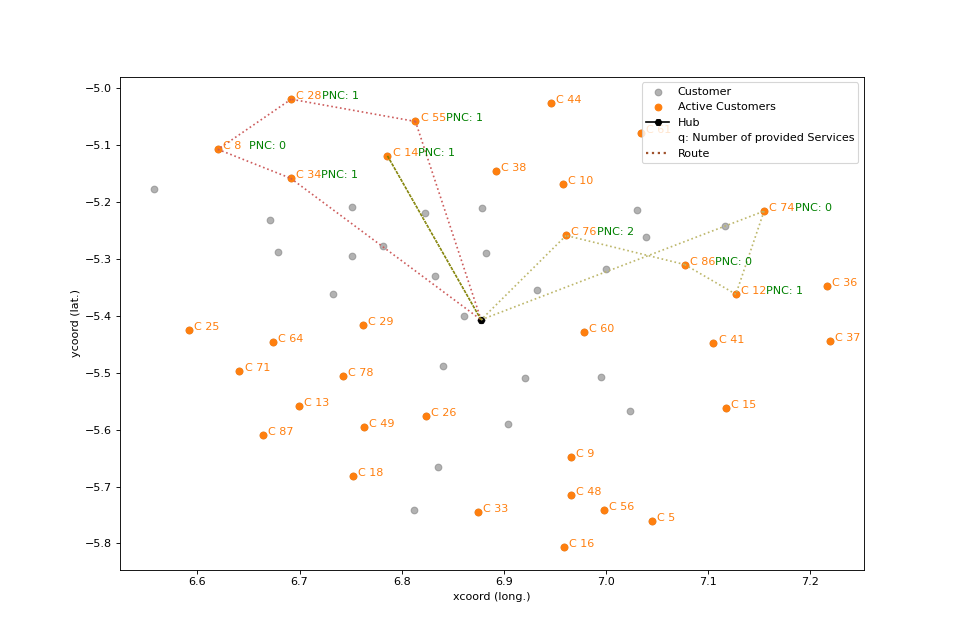 −5.0
−5.1
−5.2
−5.3
−5.4
−5.5
−5.6
−5.7
−5.8
ycoord (lat.)
6.6 6.7 6.8 6.9 7.0 7.1 7.2
xcoord (long.)
Customer
Active Customers
Hub
q: Number of provided Services
Route
C 28 PNC: 1
C 44
C 55 PNC: 1
C 8 PNC: 0
C 14 PNC: 1
C 38
C 34 PNC: 1
C 10
C 74 PNC: 0
C 76 PNC: 2
C 86 PNC: 0
C 12 PNC: 1
C 36
C 25
C 29
C 64
C 60
C 41
C 37
C 71
C 78
C 13
C 26
C 15
C 49
C 87
C 9
C 18
C 48
C 33
C 56
C 5
C 16